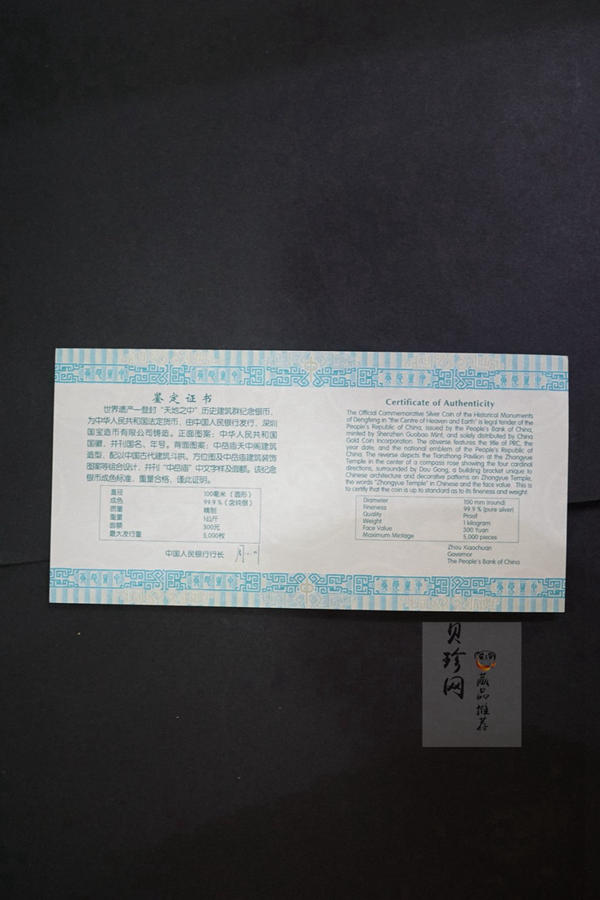 鉴定证书
世界遗产—登封“天地之中”历史建筑群纪念银币，
为中华人民共和国法定货币，由中国人民银行发行，深圳
国宝造币有限公司铸造。正面图案：中华人民共和国
国徽，并刊国名、年号。背面图案：中岳庙天中阁建筑
造型，配以中国古代建筑斗拱、方位图及中岳庙建筑装饰
图案等组合设计，并刊“中岳庙”中文字样及面额。该纪念
银币成色标准，重量合格，谨此证明。
直径 100毫米（圆形）
成色 99.9%（含纯银）
质量 精制
重量 1公斤
面额 300元
最大发行量 5,000枚
中国人民银行行长
Certificate of Authenticity
The Official Commemorative Silver Coin of the Historical Monuments
of Dengfeng in "the Centre of Heaven and Earth" is legal tender of the
People's Republic of China, issued by the People's Bank of China,
minted by Shenzhen Guobao Mint, and solely distributed by China
Gold Coin Incorporation. The obverse features the title of PRC, the
year date, and the national emblem of the People's Republic of
China. The reverse depicts the Tianzhong Pavilion at the Zhongyue
Temple in the center of a compass rose showing the four cardinal
directions, surrounded by Dou Gong, a building bracket unique to
Chinese architecture and decorative patterns on Zhongyue Temple,
the words "Zhongyue Temple" in Chinese and the face value. This is
to certify that the coin is up to standard as to its fineness and weight.
Diameter 100 mm (round)
Fineness 99.9 % (pure silver)
Quality Proof
Weight 1 kilogram
Face Value 300 Yuan
Maximum Mintage 5,000 pieces
Zhou Xiaochuan
Governor
The People's Bank of China
贝珍网
藏品推荐